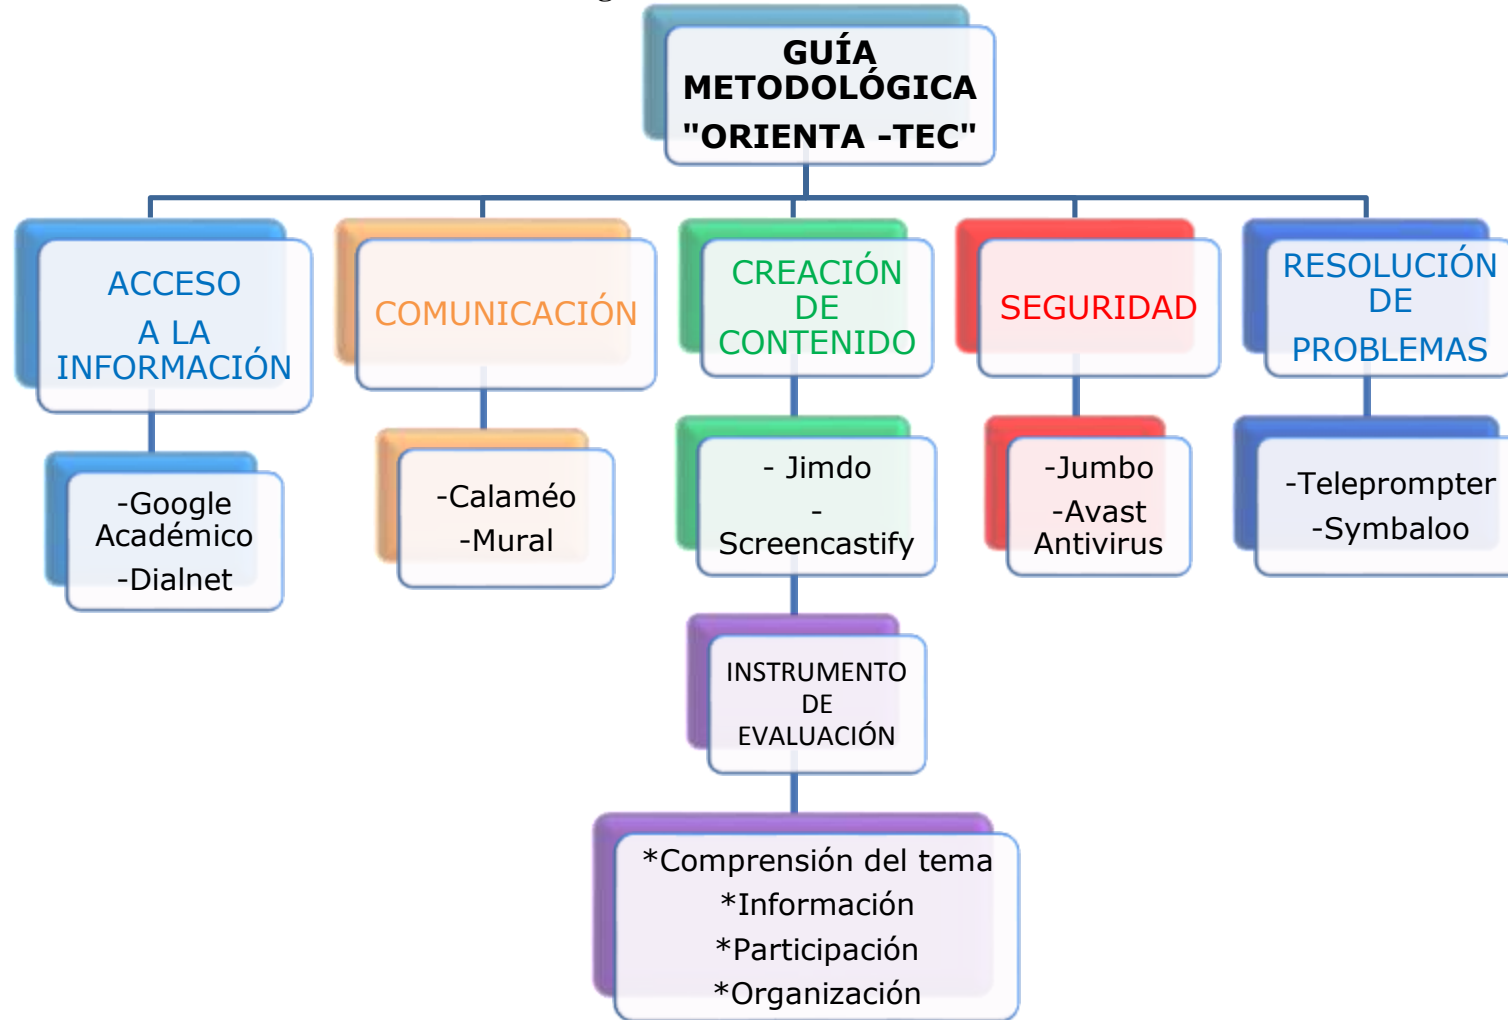 GUÍA
METODOLÓGICA
"ORIENTA -TEC"
ACCESO
A LA
INFORMACIÓN
COMUNICACIÓN
CREACIÓN
DE
CONTENIDO
SEGURIDAD
RESOLUCIÓN
DE
PROBLEMAS
-Google
Académico
-Dialnet
-Calaméo
-Mural
- Jimdo
-
Screencastify
-Jumbo
-Avast
Antivirus
-Teleprompter
-Symbaloo
INSTRUMENTO
DE
EVALUACIÓN
*Comprensión del tema
*Información
*Participación
*Organización